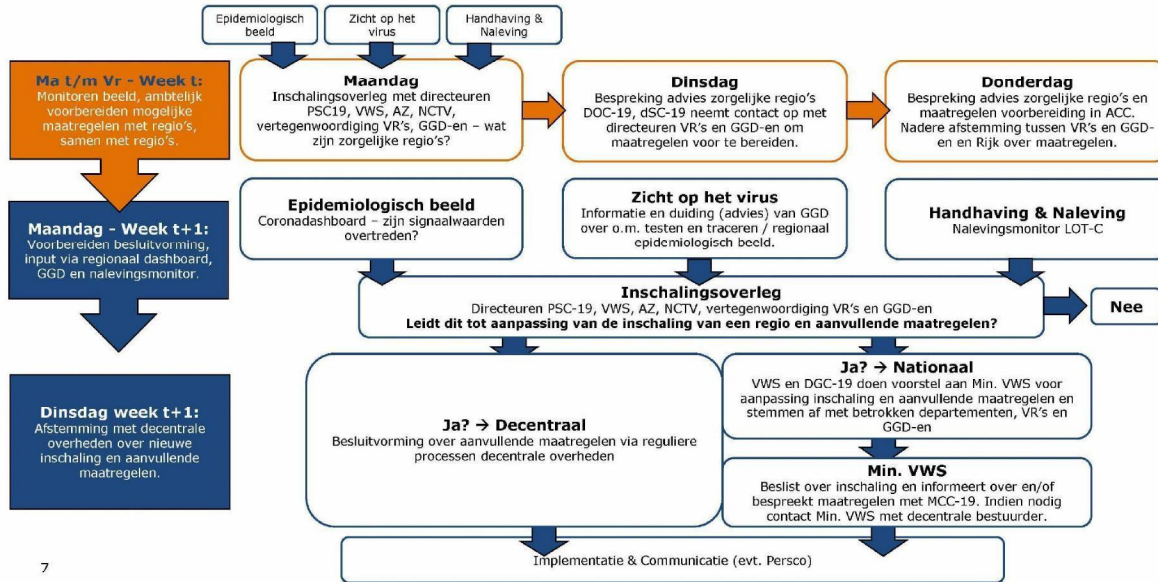 Epidemiologisch
beeld
Zicht op het
virus
Handhaving &
Naleving
Ma t/m Vr - Week t:
Monitoren beeld, ambtelijk
voorbereiden mogelijke
maatregelen met regio's,
samen met regio's.
Maandag
Inschalingsoverleg met directeuren
PSC19, VWS, AZ, NCTV,
vertegenwoordiging VR's, GGD-en – wat
zijn zorgelijke regio's?
Dinsdag
Bespreking advies zorgelijke regio's
DOC-19, dSC-19 neemt contact op met
directeuren VR's en GGD-en om
maatregelen voor te bereiden.
Donderdag
Bespreking advies zorgelijke regio's en
maatregelen voorbereiding in ACC.
Nadere afstemming tussen VR's en GGD-
en en Rijk over maatregelen.
Maandag - Week t+1:
Voorbereiden besluitvorming,
input via regionaal dashboard,
GGD en nalevingsmonitor.
Epidemiologisch beeld
Coronadashboard – zijn signaalwaarden
overtreden?
Zicht op het virus
Informatie en duiding (advies) van GGD
over o.m. testen en traceren / regionaal
epidemiologisch beeld.
Handhaving & Naleving
Nalevingsmonitor LOT-C
Inschalingsoverleg
Directeuren PSC-19, VWS, AZ, NCTV, vertegenwoordiging VR's en GGD-en
Leidt dit tot aanpassing van de inschaling van een regio en aanvullende maatregelen?
Nee
Dinsdag week t+1:
Afstemming met decentrale
overheden over nieuwe
inschaling en aanvullende
maatregelen.
Ja? → Decentraal
Besluitvorming over aanvullende maatregelen via reguliere
processen decentrale overheden
Ja? → Nationaal
VWS en DGC-19 doen voorstel aan Min. VWS voor
aanpassing inschaling en aanvullende maatregelen en
stemmen af met betrokken departementen, VR's en
GGD-en
Min. VWS
Beslist over inschaling en informeert over en/of
bespreekt maatregelen met MCC-19. Indien nodig
contact Min. VWS met decentrale bestuurder.
Implementatie & Communicatie (evt. Persco)
7